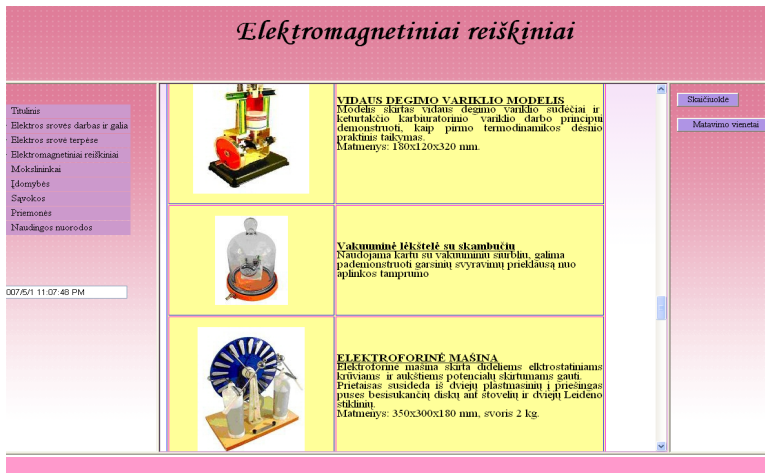 Elektromagnetiniai reiškiniai
Titulinis
Elektros srovės darbas ir galia
Elektros srovė terpėse
Elektromagnetiniai reiškiniai
Mokslininkai
Įdomybės
Sąvokos
Priemonės
Naudingos nuorodos
007/5/1 11:07:48 PM
VIDAUS DEGIMO VARIKLIO MODELIS
Modelis skirtas vidaus degimo variklio sudėčiai ir
keturtakčio karbiuratorinio variklio darbo principui
demonstruoti, kaip pirmo termodinamikos dėsnio
praktinis taikymas.
Matmenys: 180x120x320 mm.
Vakuuminė lėkštelė su skambučiu
Naudojama kartu su vakuuminiu siurbliu, galima
pademonstruoti garsinių svyravimų prieklausą nuo
aplinkos tamprumo
ELEKTROFORINĖ MAŠINA
Elektroforinė mašina skirta dideliems elktrostatiniams
krūviams ir aukštiems potencialų skirtumams gauti.
Prietaisas susideda iš dviejų plastmasinių į priešingas
puses besisukančių diskų ant stovelių ir dviejų Leideno
stiklinių.
Matmenys: 350x300x180 mm, svoris 2 kg.
Skaičiuoklė
Matavimo vienetai